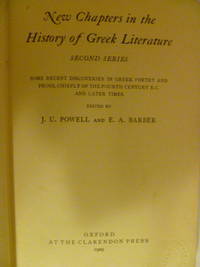 New Chapters in the
History of Greek Literature
SECOND SERIES
SOME RECENT DISCOVERIES IN GREEK POETRY AND
PROSE, CHIEFLY OF THE FOURTH CENTURY B.C.
AND LATER TIMES
EDITED BY
J. U. POWELL AND E. A. BARBER
OXFORD
AT THE CLARENDON PRESS
1929